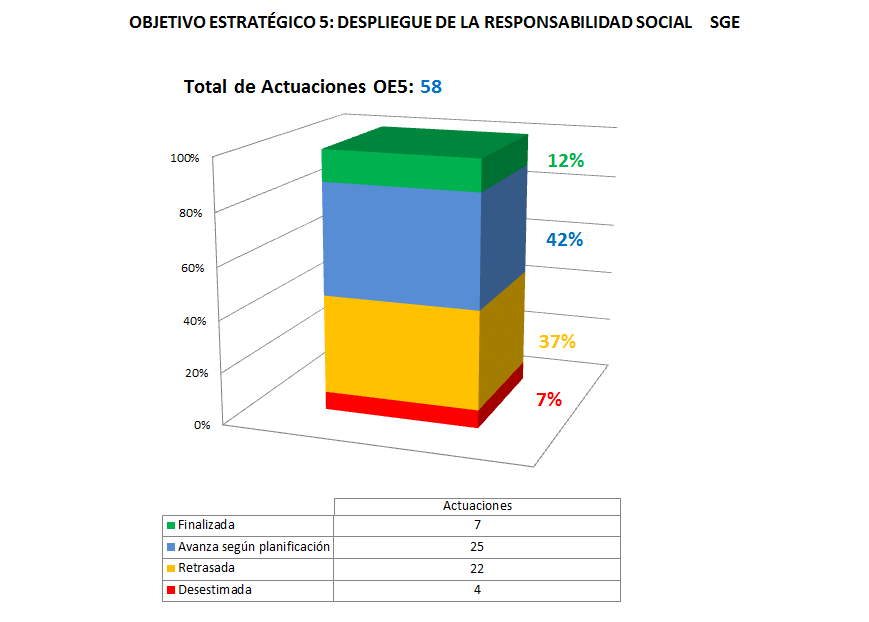 OBJETIVO ESTRATÉGICO 5: DESPLIEGUE DE LA RESPONSABILIDAD SOCIAL SGE
Total de Actuaciones OE5: 58
100%
80%
60%
40%
20%
0%
12%
42%
37%
7%
Actuaciones
Finalizada 7
Avanza según planificación 25
Retrasada 22
Desestimada 4